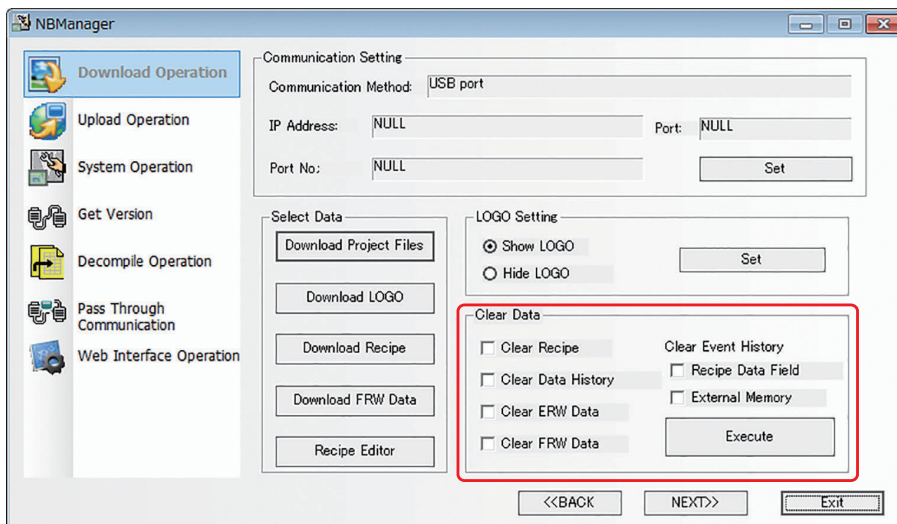 NBManager
Download Operation
Upload Operation
System Operation
Get Version
Decompile Operation
Pass Through
Communication
Web Interface Operation
Communication Setting
Communication Method: USB port
IP Address: NULL Port: NULL
Port No: NULL Set
Select Data
Download Project Files
Download LOGO
Download Recipe
Download FRW Data
Recipe Editor
LOGO Setting
Show LOGO
Hide LOGO
Set
Clear Data
Clear Recipe
Clear Data History
Clear ERW Data
Clear FRW Data
Clear Event History
Recipe Data Field
External Memory
Execute
<<BACK NEXT>> Exit